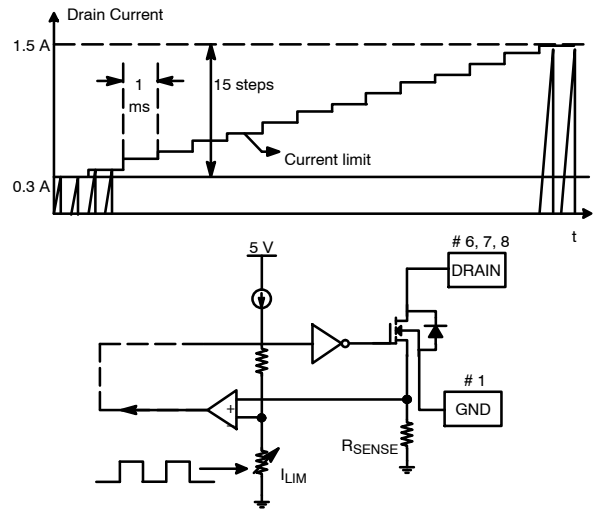 Drain Current
1.5 A
1
ms
15 steps
Current limit
0.3 A
t
5 V
# 6, 7, 8
DRAIN
# 1
GND
+
-
RSENSE
ILIM